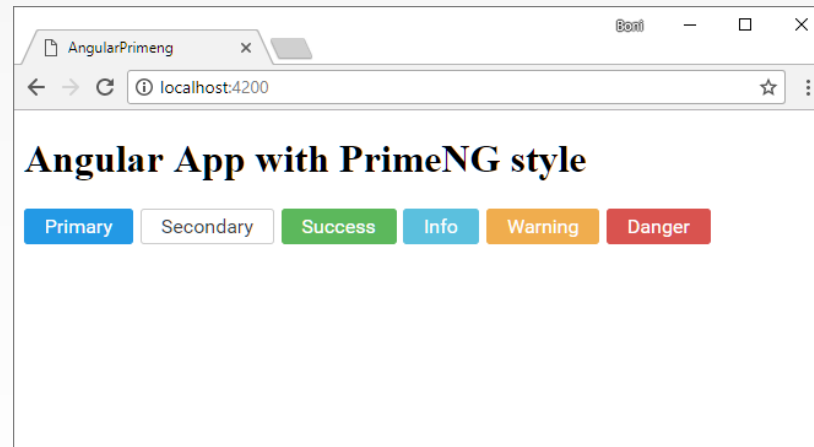 Boni
AngularPrimeng
localhost:4200
Angular App with PrimeNG style
Primary Secondary Success Info Warning Danger